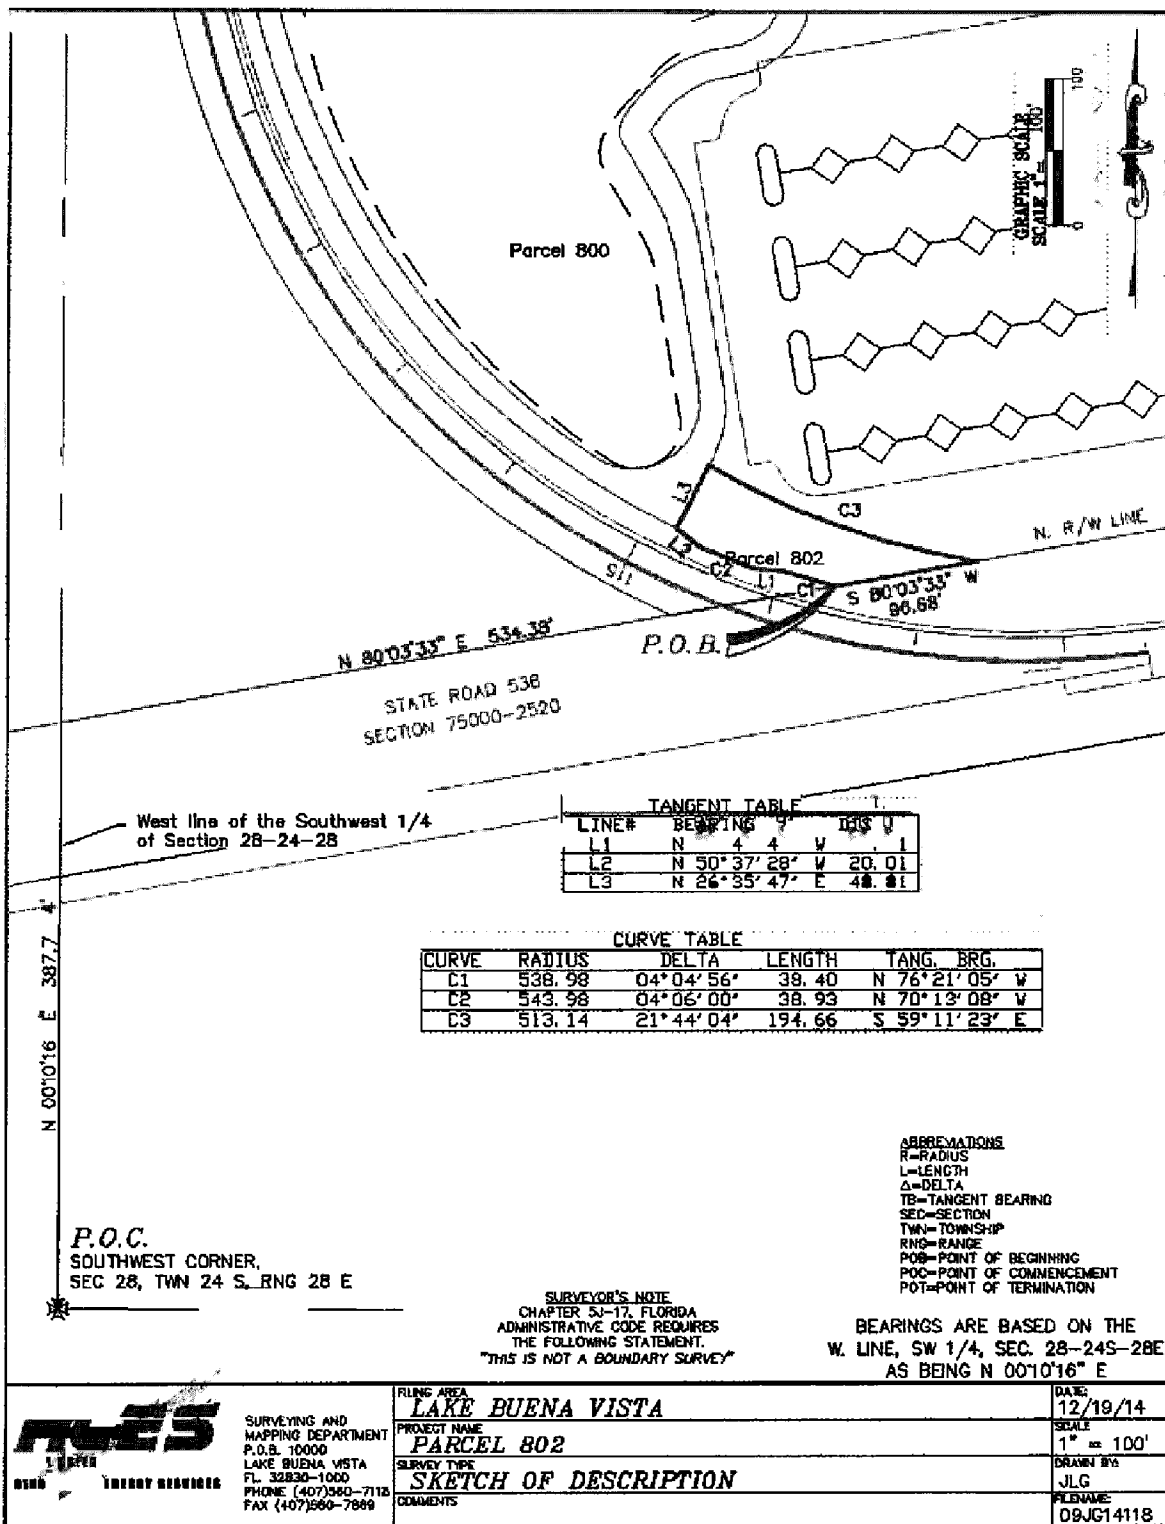 Parcel 800
GRAPHIC SCALE
SCALE 1" = 100'
0
100
L3
C3
N. R/W LINE
Parcel 802
C2
L1
C1
S 80°03'33" W
96.68'
P.O.B.
N 80°03'33" E 534.38'
STATE ROAD 536
SECTION 75000-2520
West line of the Southwest 1/4
of Section 28-24-28
N 00°10'16 E 387.7
TANGENT TABLE
LINE# BEARING
L1 N 4 4 W . 1
L2 N 50°37'28" W 20.01
L3 N 26°35'47" E
CURVE TABLE
CURVE RADIUS DELTA LENGTH TANG. BRG.
C1 538.98 04°04'56" 38.40 N 76°21'05" W
C2 543.98 04°06'00" 38.93 N 70°13'08" W
C3 513.14 21°44'04" 194.66 S 59°11'23" E
ABBREVIATIONS
R=RADIUS
L=LENGTH
Δ=DELTA
TB=TANGENT BEARING
SEC=SECTION
TWN=TOWNSHIP
RNG=RANGE
POB=POINT OF BEGINNING
POC=POINT OF COMMENCEMENT
POT=POINT OF TERMINATION
P.O.C.
SOUTHWEST CORNER,
SEC 28, TWN 24 S, RNG 28 E
SURVEYOR'S NOTE
CHAPTER 5J-17, FLORIDA
ADMINISTRATIVE CODE REQUIRES
THE FOLLOWING STATEMENT.
"THIS IS NOT A BOUNDARY SURVEY"
BEARINGS ARE BASED ON THE
W. LINE, SW 1/4, SEC. 28-24S-28E
AS BEING N 00°10'16" E
ENERGY SERVICES
SURVEYING AND
MAPPING DEPARTMENT
P.O.B. 10000
LAKE BUENA VISTA
FL. 32830-1000
PHONE (407)560-7118
FAX (407)560-7889
FILING AREA
LAKE BUENA VISTA
PROJECT NAME
PARCEL 802
SURVEY TYPE
SKETCH OF DESCRIPTION
COMMENTS
DATE:
12/19/14
SCALE
1" = 100'
DRAWN BY:
JLG
FILENAME:
09JG14118